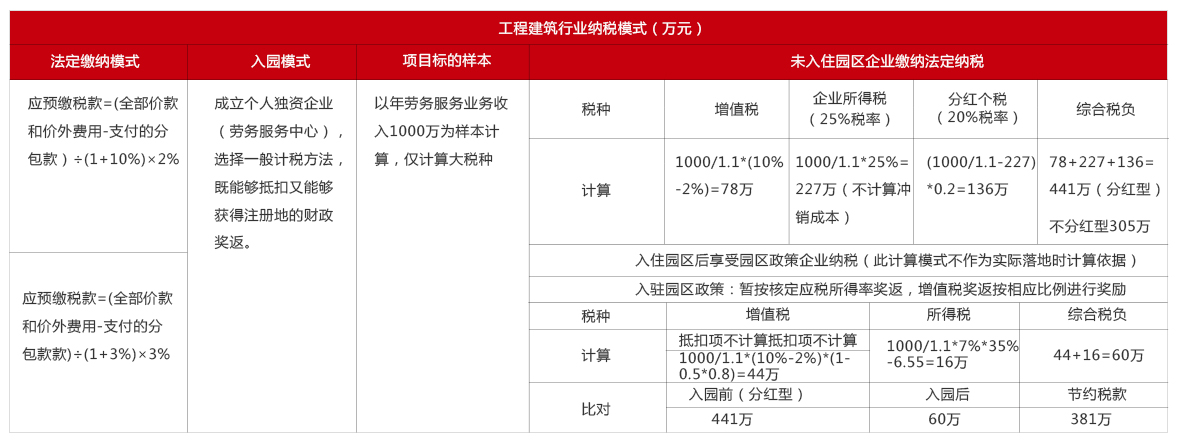 工程建筑行业纳税模式（万元）
法定缴纳模式
入园模式
项目标的样本
未入住园区企业缴纳法定纳税
应预缴税款=(全部价款
和价外费用-支付的分
包款）÷(1+10%)×2%
应预缴税款=(全部价款
和价外费用-支付的分
包款款)÷(1+3%)×3%
成立个人独资企业
（劳务服务中心），
选择一般计税方法，
既能够抵扣又能够
获得注册地的财政
奖返。
以年劳务服务业务收
入1000万为样本计
算，仅计算大税种
税种
增值税
企业所得税
（25%税率）
分红个税
（20%税率）
综合税负
计算
1000/1.1*(10%
-2%)=78万
1000/1.1*25%=
227万（不计算冲
销成本）
(1000/1.1-227)
*0.2=136万
78+227+136=
441万（分红型）
不分红型305万
入住园区后享受园区政策企业纳税（此计算模式不作为实际落地时计算依据）
入驻园区政策：暂按核定应税所得率奖返，增值税奖返按相应比例进行奖励
税种
增值税
所得税
综合税负
计算
抵扣项不计算抵扣项不计算
1000/1.1*(10%-2%)*(1-
0.5*0.8)=44万
1000/1.1*7%*35%
-6.55=16万
44+16=60万
比对
入园前（分红型）
入园后
节约税款
441万
60万
381万